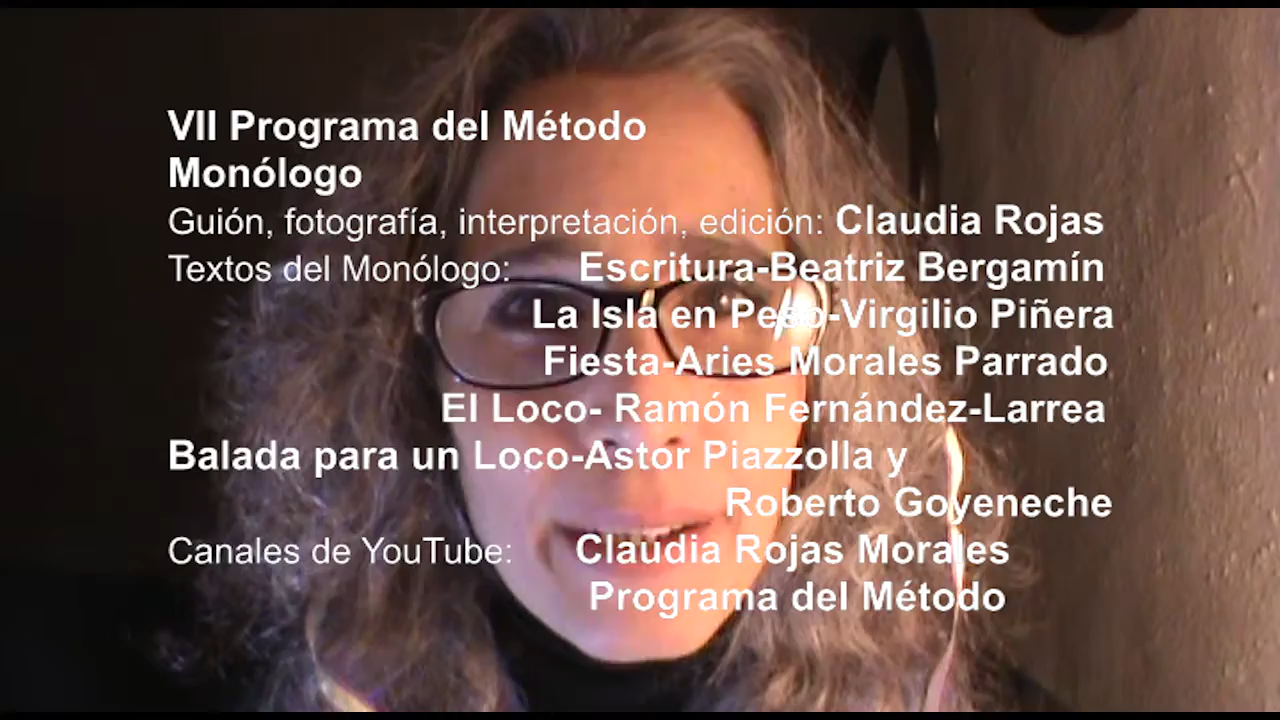 VII Programa del Método
Monólogo
Guión, fotografía, interpretación, edición: Claudia Rojas
Textos del Monólogo: Escritura-Beatriz Bergamín
La Isla en Peso-Virgilio Piñera
Fiesta-Aries Morales Parrado
El Loco- Ramón Fernández-Larrea
Balada para un Loco-Astor Piazzolla y
Roberto Goyeneche
Canales de YouTube: Claudia Rojas Morales
Programa del Método